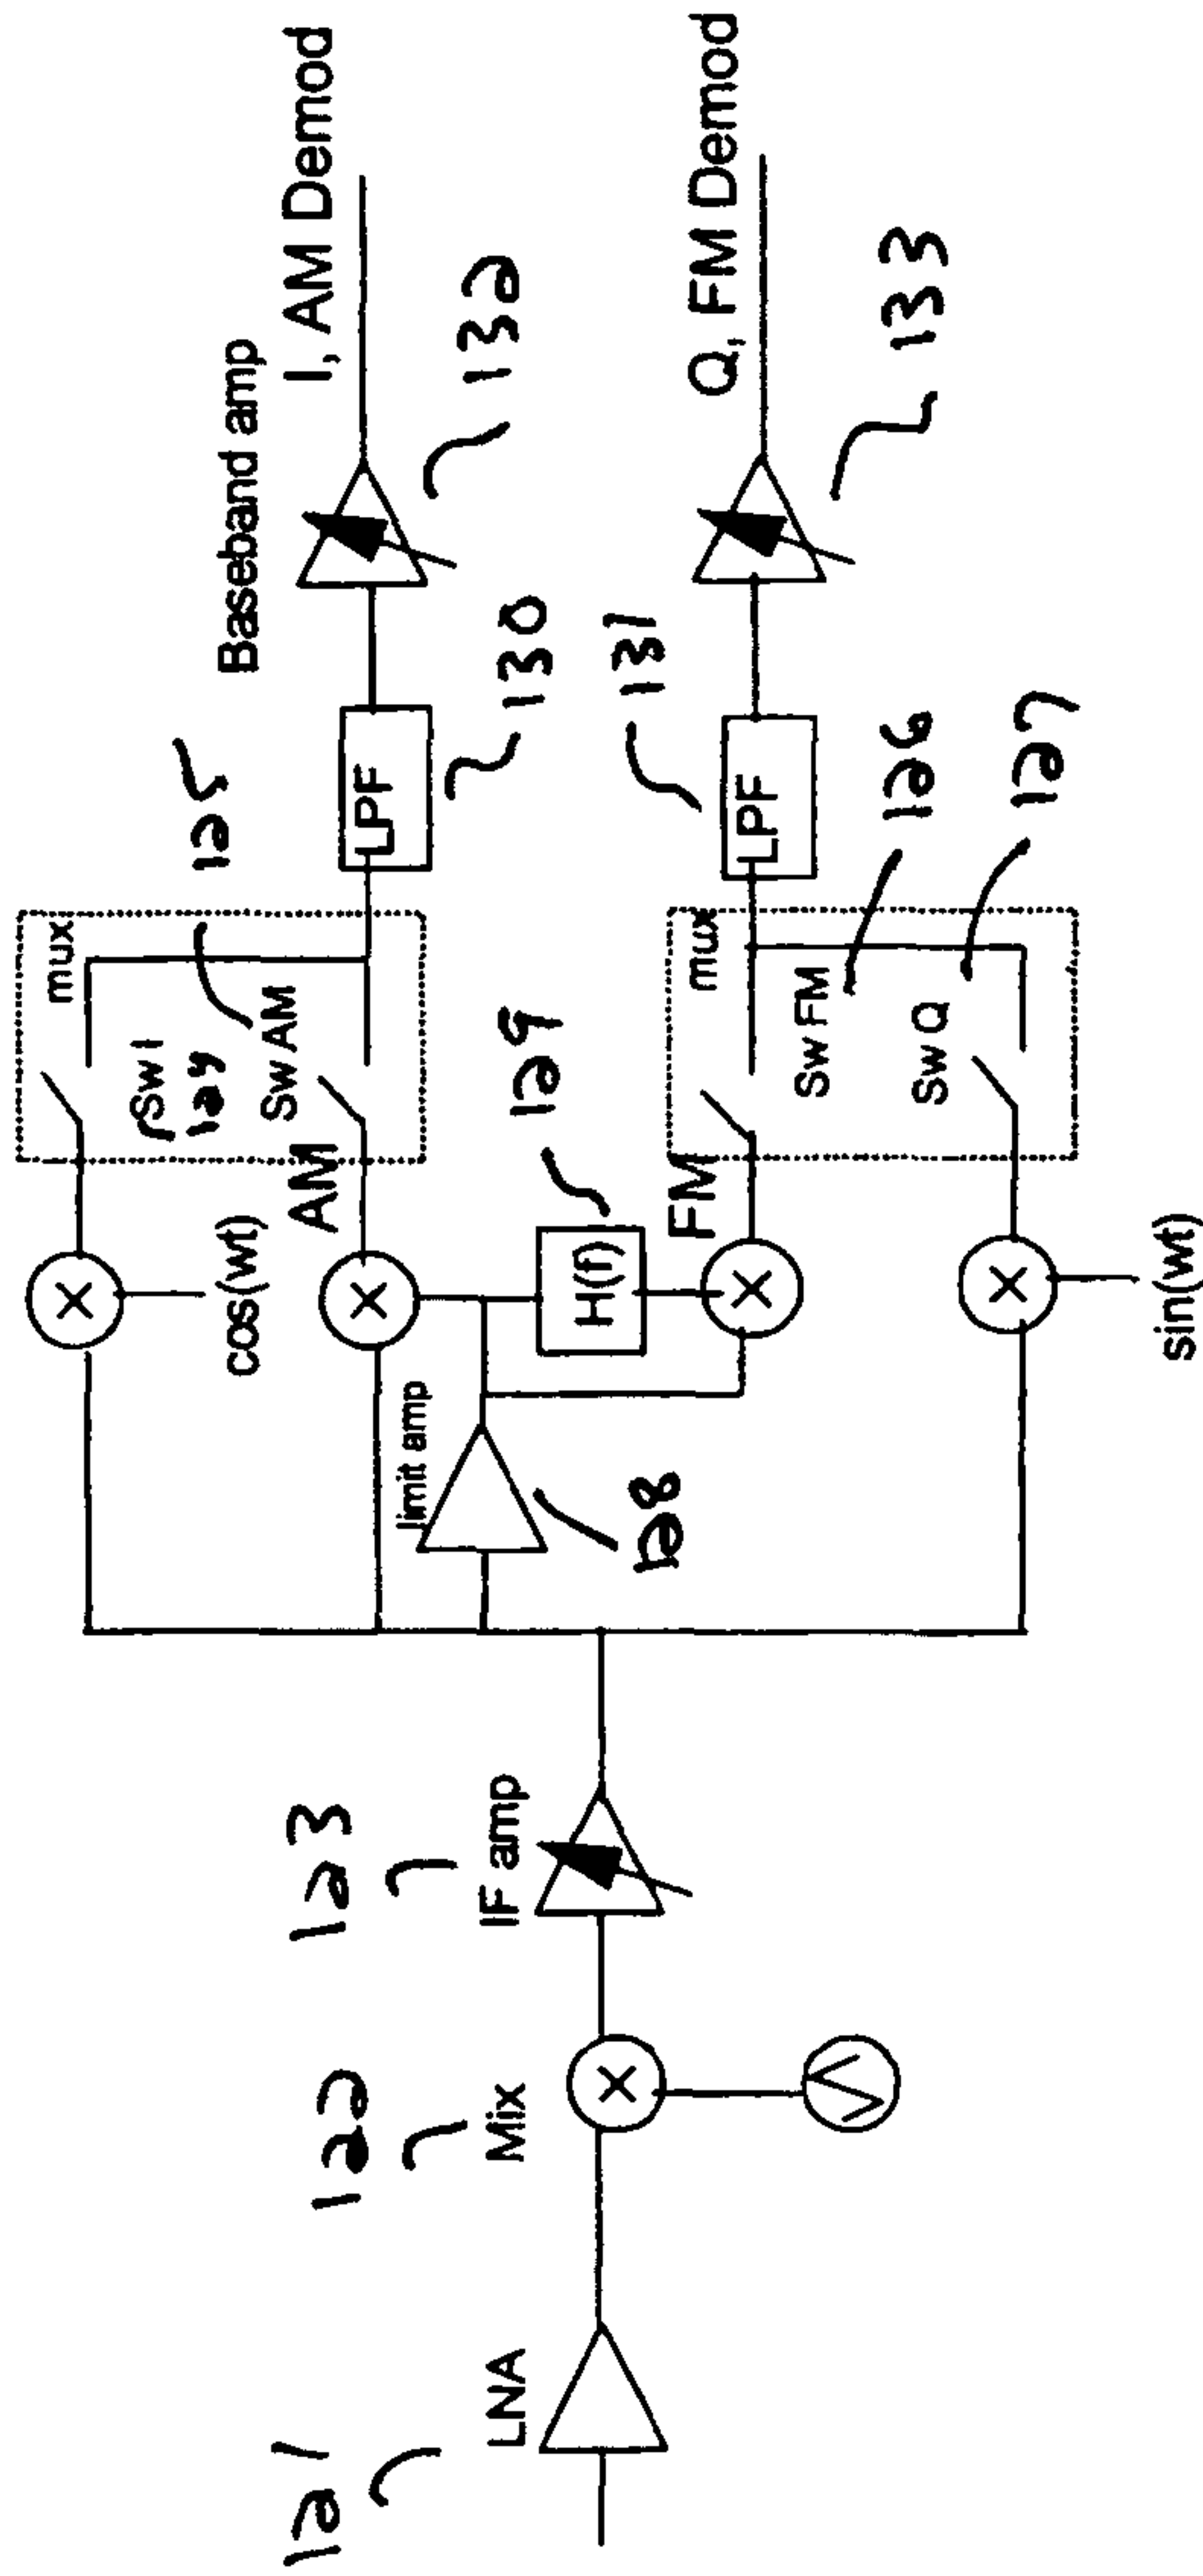 121
LNA
122
Mix
123
IF amp
128
limit amp
cos(wt)
AM
129
H(f)
FM
sin(wt)
mux
Sw I
124
Sw AM
125
mux
Sw FM
126
Sw Q
127
LPF
130
LPF
131
Baseband amp
132
133
I, AM Demod
Q, FM Demod